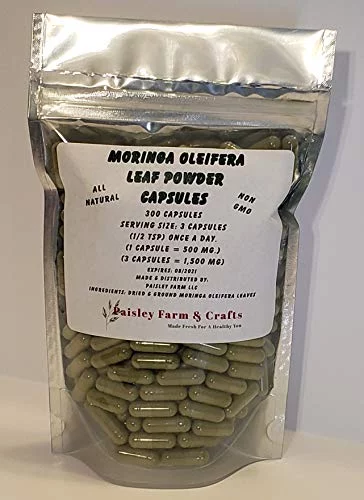 MORINGA OLEIFERA
LEAF POWDER
CAPSULES
ALL
NATURAL
NON
GMO
300 CAPSULES
SERVING SIZE: 3 CAPSULES
(1/2 TSP) ONCE A DAY.
(1 CAPSULE = 500 MG.)
(3 CAPSULES = 1,500 MG)
EXPIRES: 08/2021
MADE & DISTRIBUTED BY:
PAISLEY FARM LLC
INGREDIENTS: DRIED & GROUND MORINGA OLEIFERA LEAVES
Paisley Farm & Crafts
Made Fresh For A Healthy You